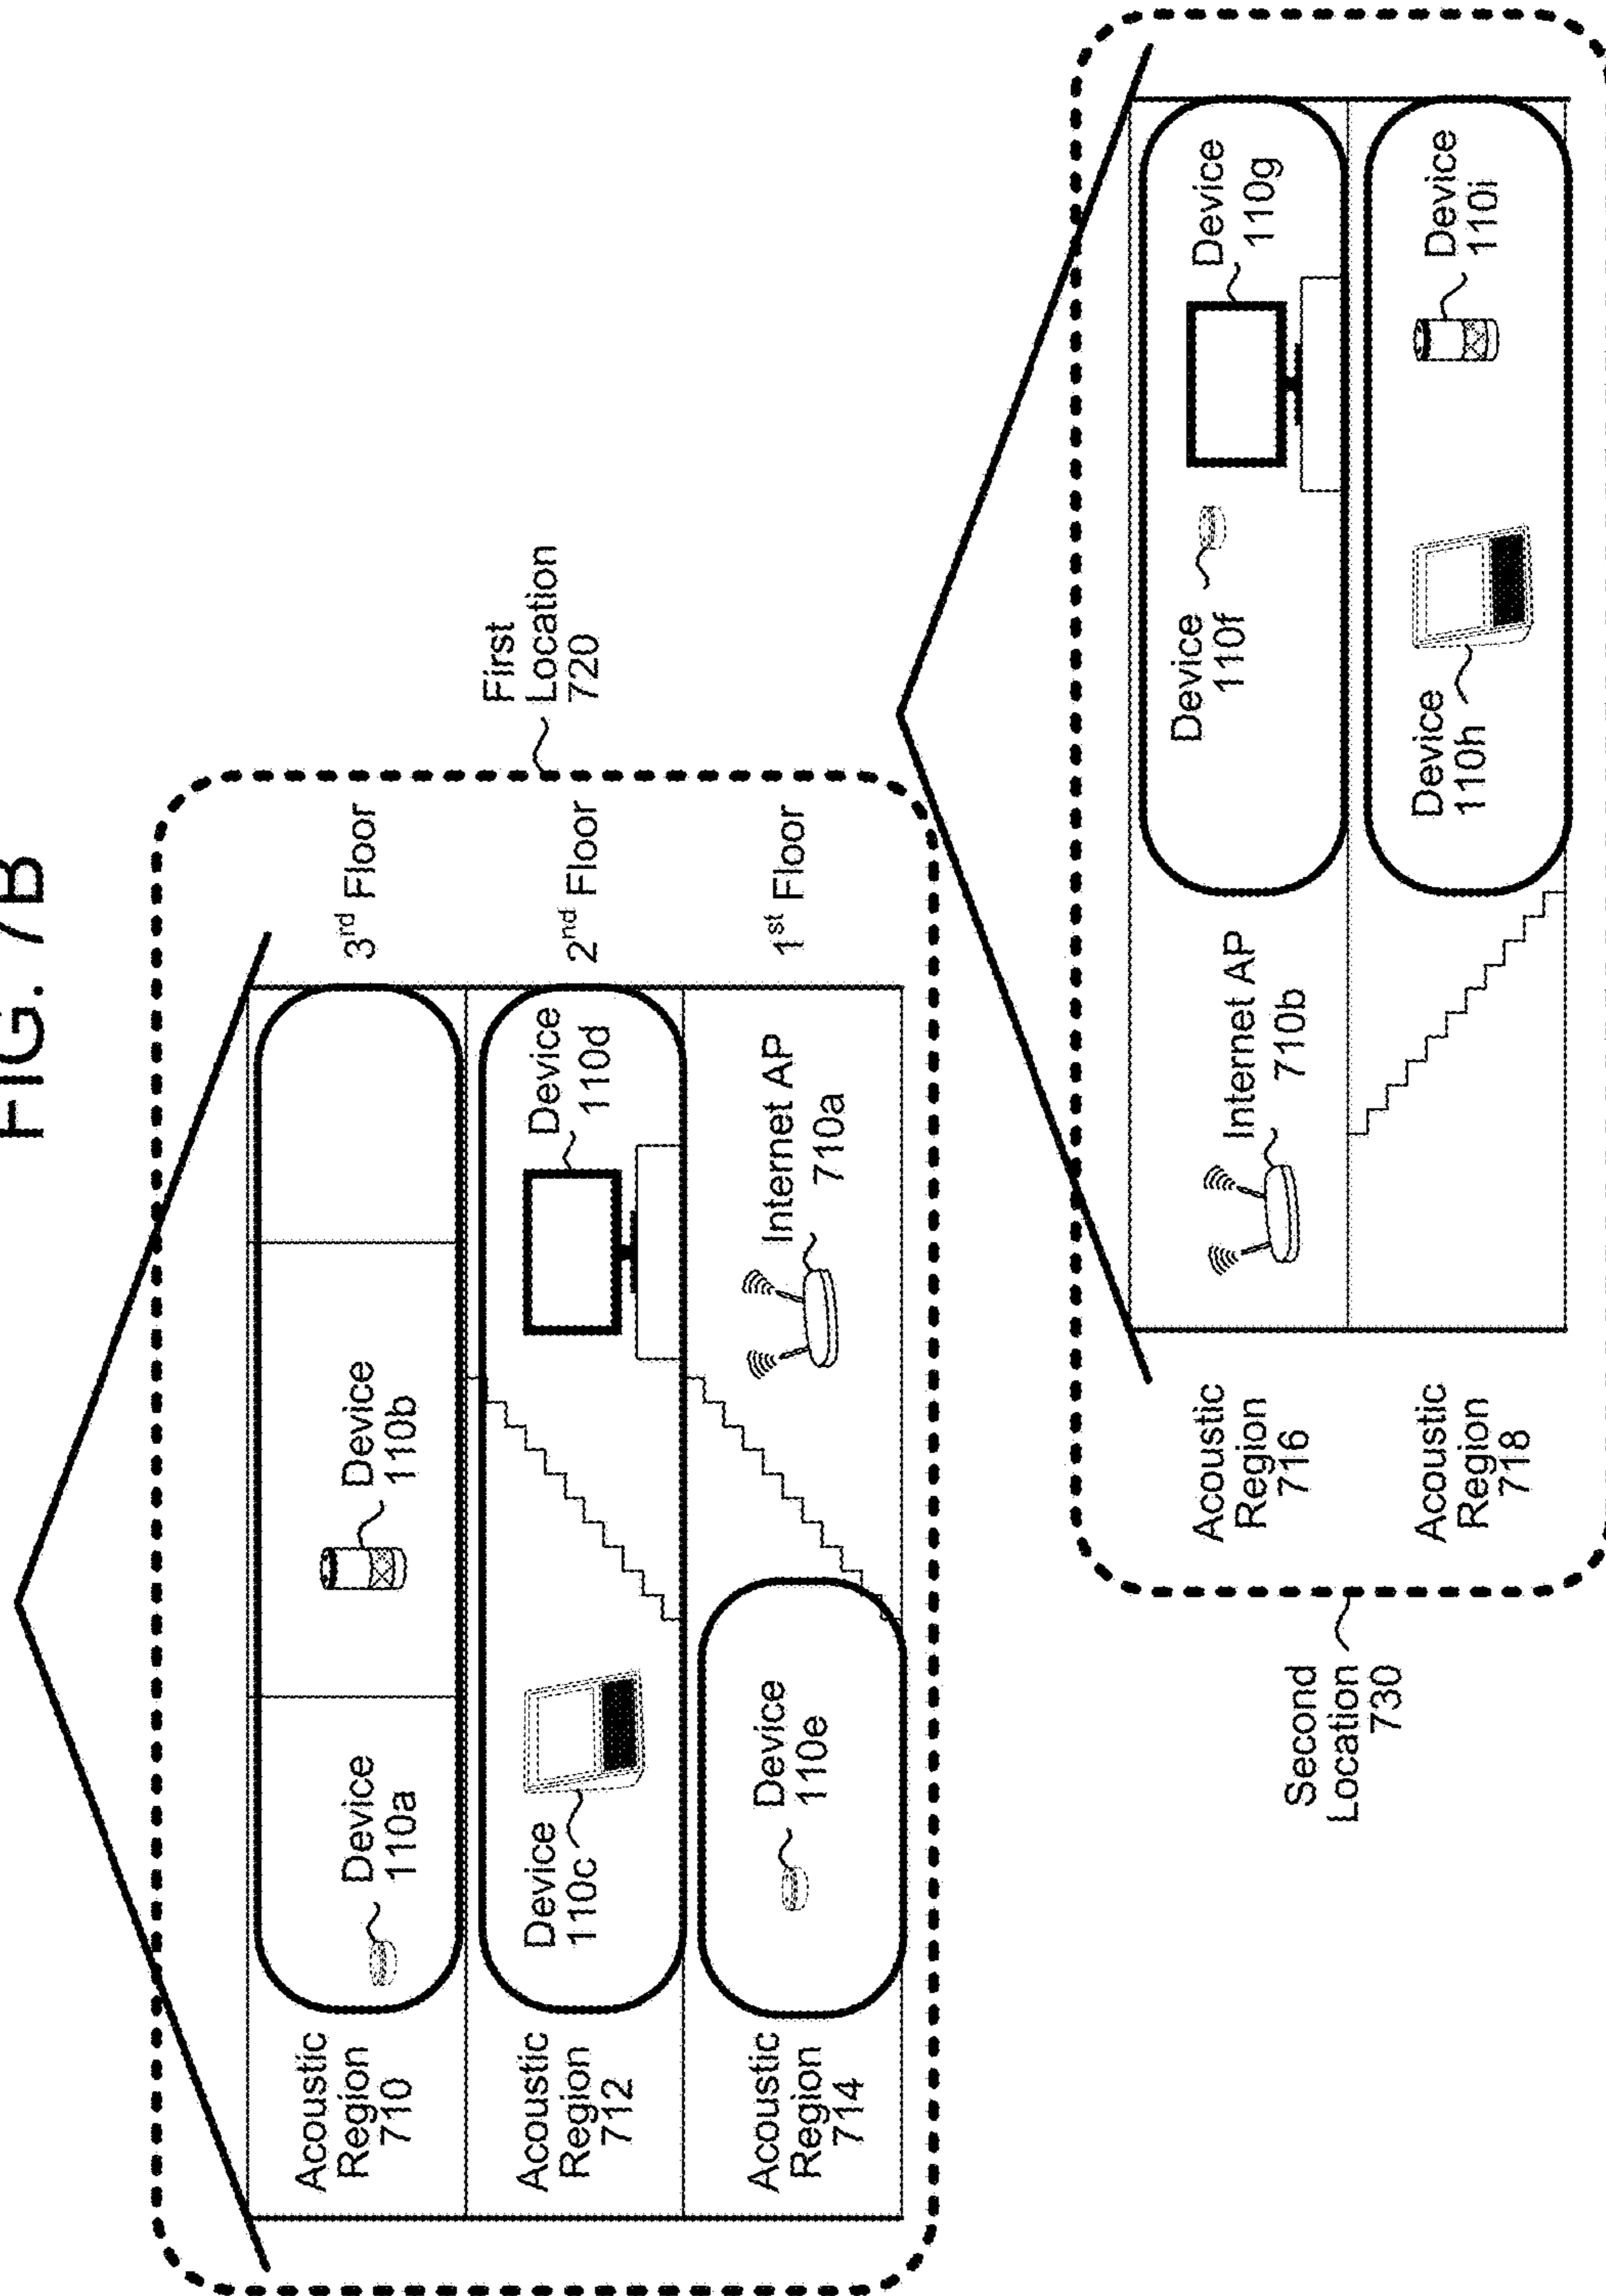 FIG. 7B
First
Location
720
3rd Floor
2nd Floor
1st Floor
Acoustic
Region
710
Device
110a
Device
110b
Acoustic
Region
712
Device
110c
Device
110d
Acoustic
Region
714
Device
110e
Internet AP
710a
Second
Location
730
Acoustic
Region
716
Internet AP
710b
Device
110f
Device
110g
Acoustic
Region
718
Device
110h
Device
110i